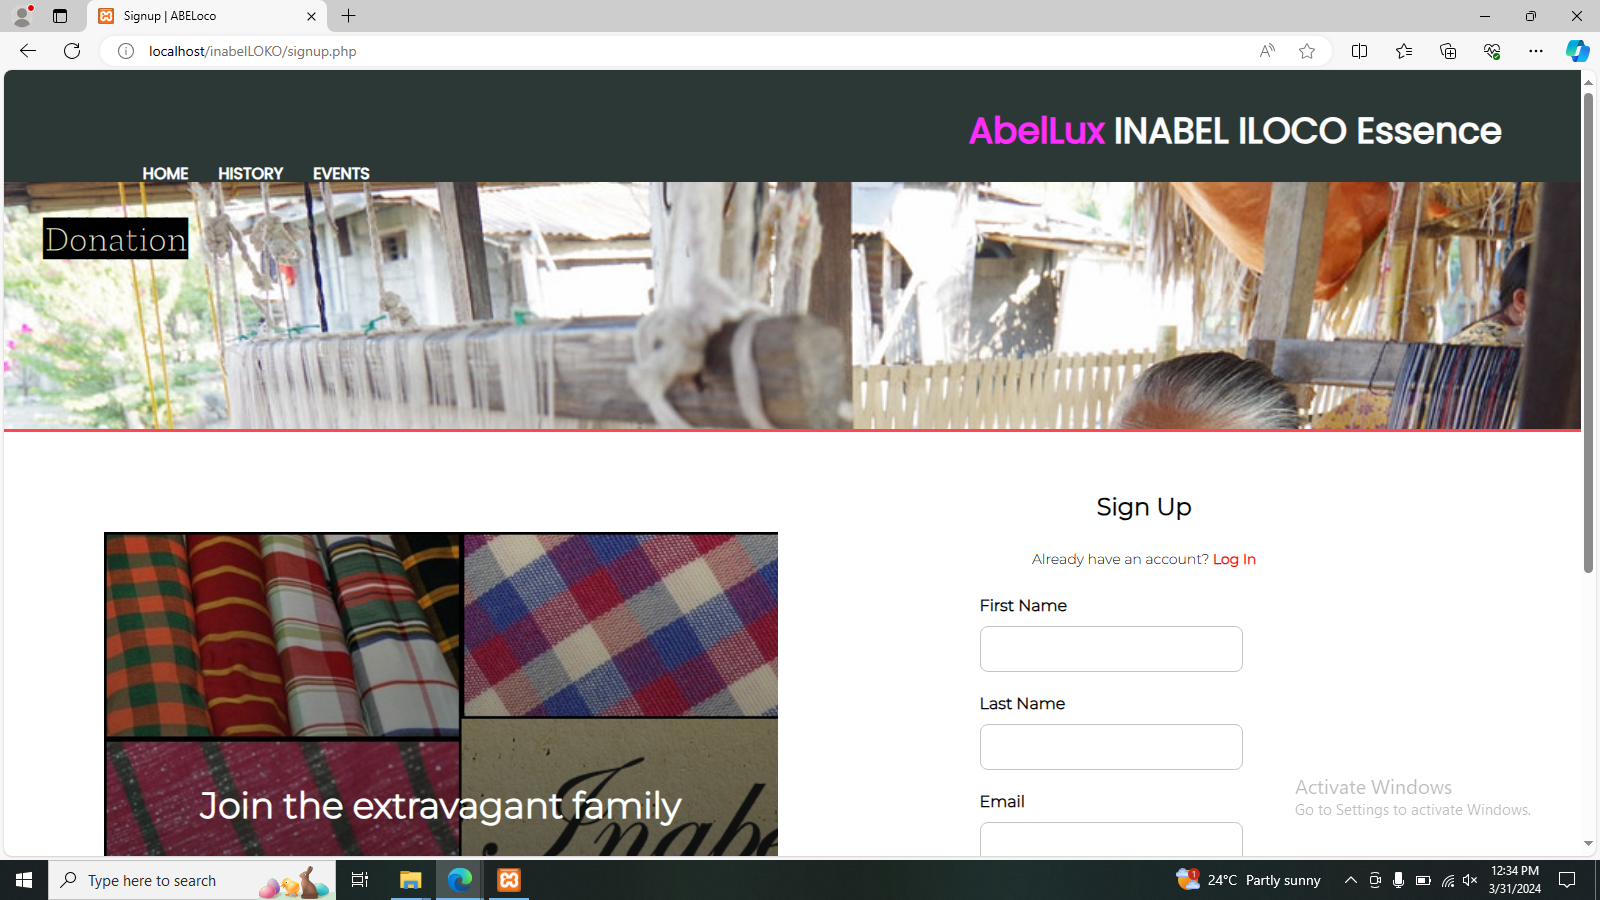 Signup | ABELoco
localhost/inabelLOKO/signup.php
AbelLux INABEL ILOCO Essence
HOME HISTORY EVENTS
Donation
Sign Up
Already have an account? Log In
First Name
Last Name
Email
Join the extravagant family
Inabe
Activate Windows
Go to Settings to activate Windows.
Type here to search
1
24°C Partly sunny
12:34 PM
3/31/2024